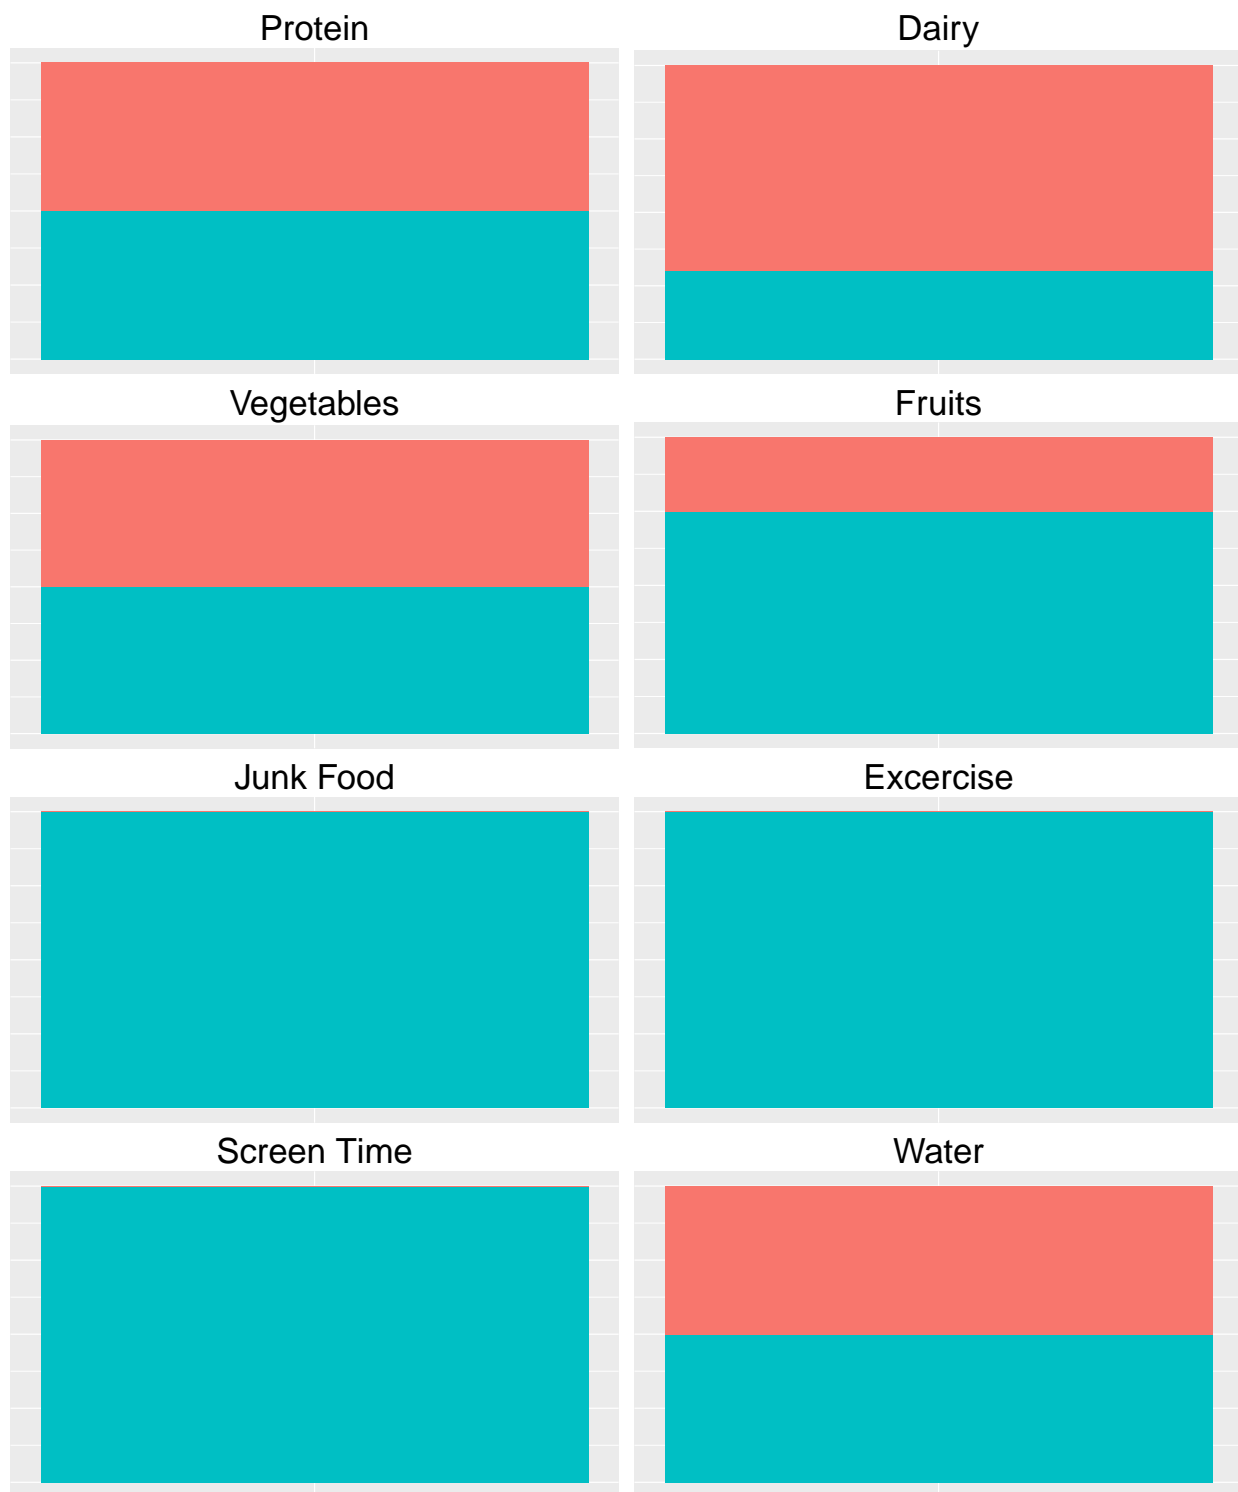 Protein
Dairy
Vegetables
Fruits
Junk Food
Excercise
Screen Time
Water